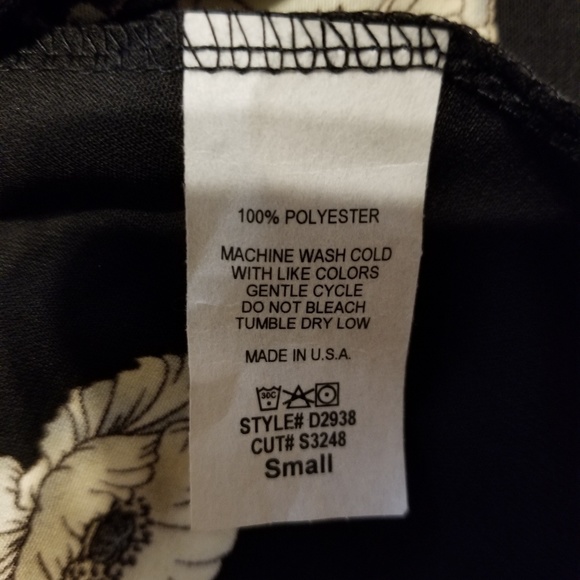 100% POLYESTER
MACHINE WASH COLD
WITH LIKE COLORS
GENTLE CYCLE
DO NOT BLEACH
TUMBLE DRY LOW
MADE IN U.S.A.
30C
STYLE# D2938
CUT# S3248
Small